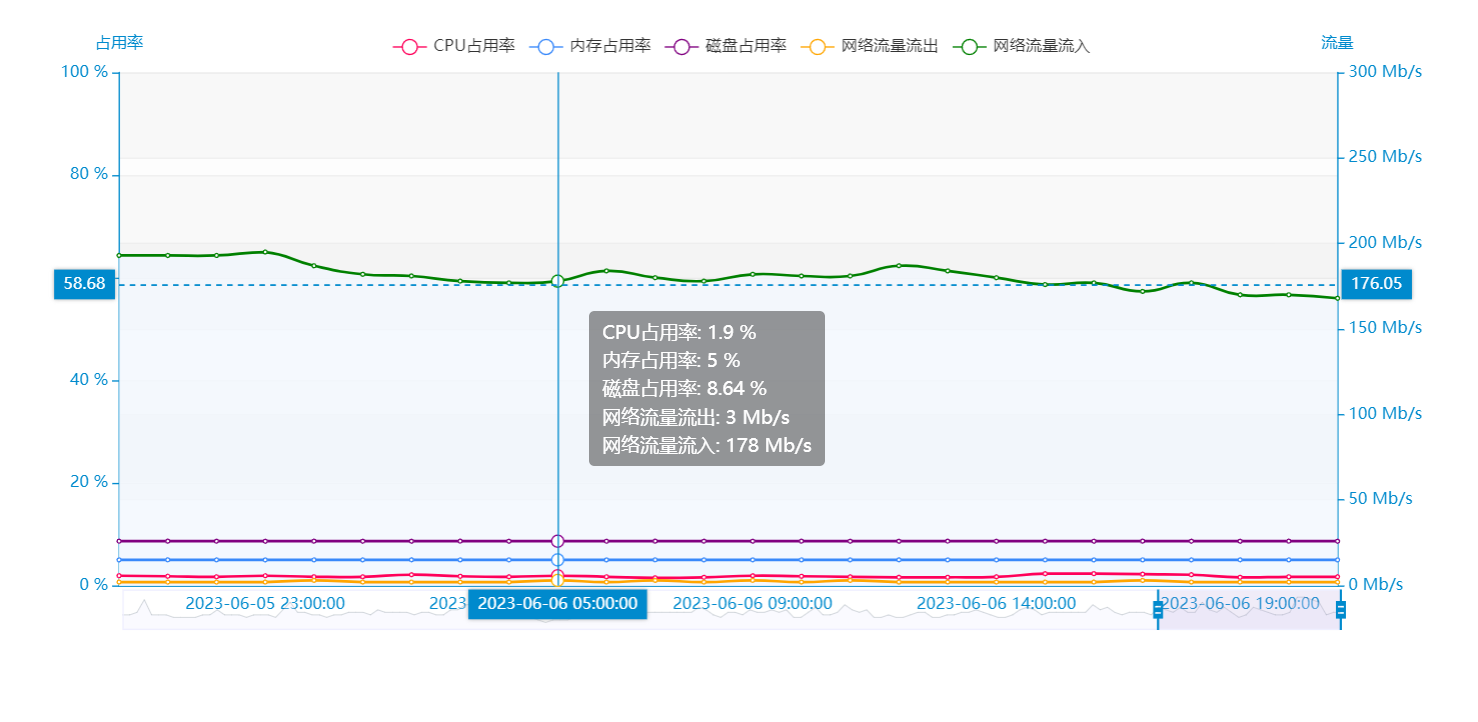 占用率
CPU占用率
内存占用率
磁盘占用率
网络流量流出
网络流量流入
流量
100 %
300 Mb/s
250 Mb/s
80 %
200 Mb/s
58.68
176.05
150 Mb/s
CPU占用率: 1.9 %
内存占用率: 5 %
40 %
磁盘占用率: 8.64 %
100 Mb/s
网络流量流出: 3 Mb/s
网络流量流入: 178 Mb/s
20 %
50 Mb/s
0 %
0 Mb/s
2023-06-05 23:00:00
2023-06-06 05:00:00
2023-06-06 09:00:00
2023-06-06 14:00:00
2023-06-06 19:00:00